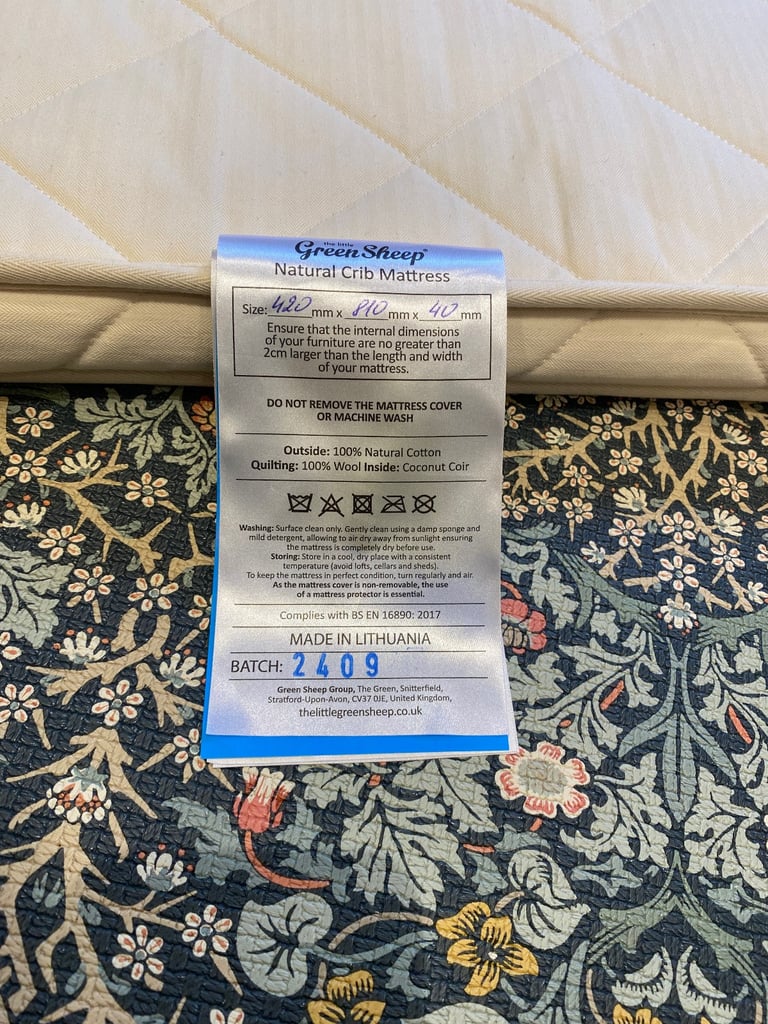 the little
Green Sheep
Natural Crib Mattress
Size: 420 mm x 810 mm x 40 mm
Ensure that the internal dimensions
of your furniture are no greater than
2cm larger than the length and width
of your mattress.
DO NOT REMOVE THE MATTRESS COVER
OR MACHINE WASH
Outside: 100% Natural Cotton
Quilting: 100% Wool Inside: Coconut Coir
Washing: Surface clean only. Gently clean using a damp sponge and
mild detergent, allowing to air dry away from sunlight ensuring
the mattress is completely dry before use.
Storing: Store in a cool, dry place with a consistent
temperature (avoid lofts, cellars and sheds).
To keep the mattress in perfect condition, turn regularly and air.
As the mattress cover is non-removable, the use
of a mattress protector is essential.
Complies with BS EN 16890: 2017
MADE IN LITHUANIA
BATCH: 2409
Green Sheep Group, The Green, Snitterfield,
Stratford-Upon-Avon, CV37 0JE, United Kingdom,
thelittlegreensheep.co.uk